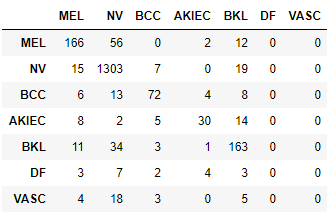 MEL NV BCC AKIEC BKL DF VASC
MEL 166 56 0 2 12 0 0
NV 15 1303 7 0 19 0 0
BCC 6 13 72 4 8 0 0
AKIEC 8 2 5 30 14 0 0
BKL 11 34 3 1 163 0 0
DF 3 7 2 4 3 0 0
VASC 4 18 3 0 5 0 0